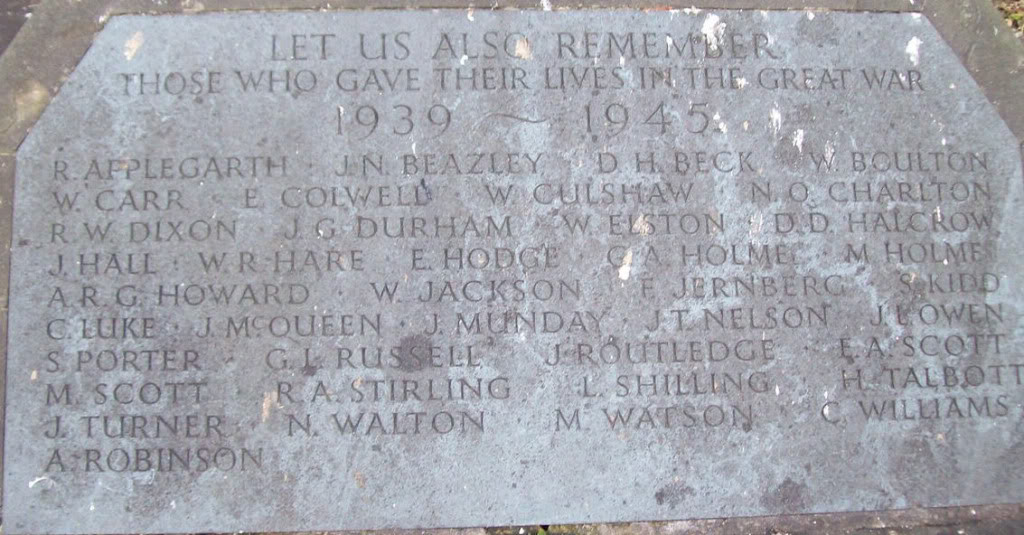 LET US ALSO REMEMBER
THOSE WHO GAVE THEIR LIVES IN THE GREAT WAR
1939 ~ 1945
R. APPLEGARTH · J.N. BEAZLEY · D.H. BECK · W. BOULTON
W. CARR · E. COLWELL · W. CULSHAW · N.O. CHARLTON
R.W. DIXON · J.G. DURHAM · W. ELSTON · D.D. HALCROW
J. HALL · W.R. HARE · E. HODGE · C.A. HOLME · M. HOLME
A.R.G. HOWARD · W. JACKSON · F. JERNBERG · S. KIDD
C. LUKE · J. McQUEEN · J. MUNDAY · J.T. NELSON · J.L. OWEN
S. PORTER · G.L. RUSSELL · J. ROUTLEDGE · E.A. SCOTT
M. SCOTT · R.A. STIRLING · L. SHILLING · H. TALBOTT
J. TURNER · N. WALTON · M. WATSON · C. WILLIAMS
A. ROBINSON